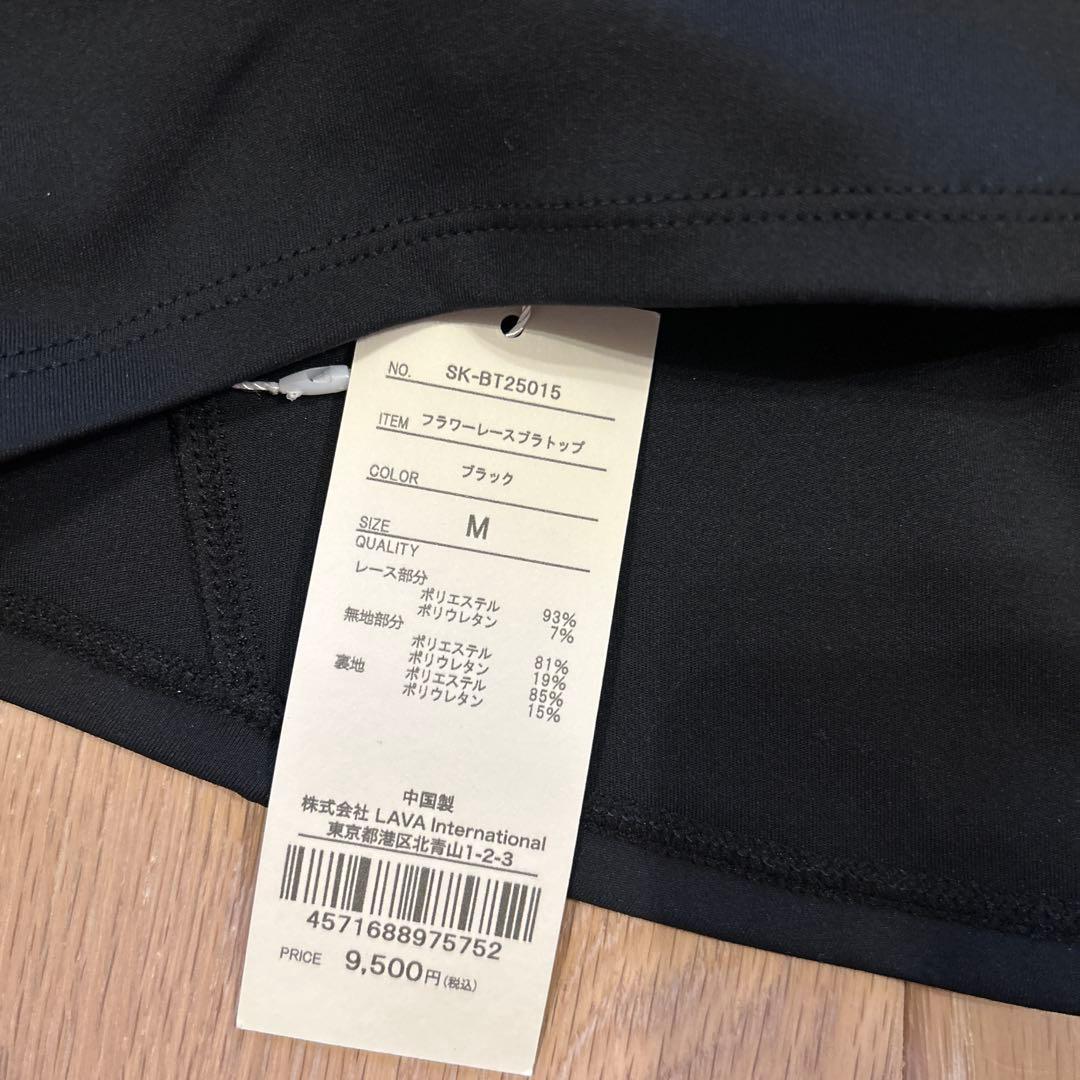 NO. SK-BT25015
ITEM フラワーレースブラトップ
COLOR ブラック
SIZE M
QUALITY
レース部分
ポリエステル 93%
ポリウレタン 7%
無地部分
ポリエステル 81%
ポリウレタン 19%
裏地
ポリエステル 85%
ポリウレタン 15%
中国製
株式会社 LAVA International
東京都港区北青山1-2-3
4571688975752
PRICE 9,500円(税込)